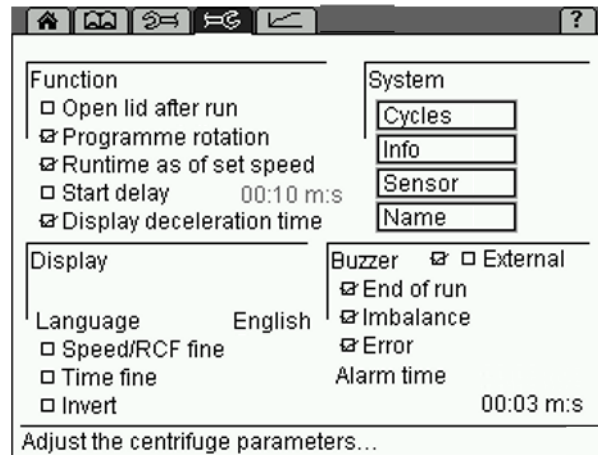 ?
Function
Open lid after run
Programme rotation
Runtime as of set speed
Start delay 00:10 m:s
Display deceleration time
System
Cycles
Info
Sensor
Name
Display
Language English
Speed/RCF fine
Time fine
Invert
Buzzer External
End of run
Imbalance
Error
Alarm time
00:03 m:s
Adjust the centrifuge parameters...